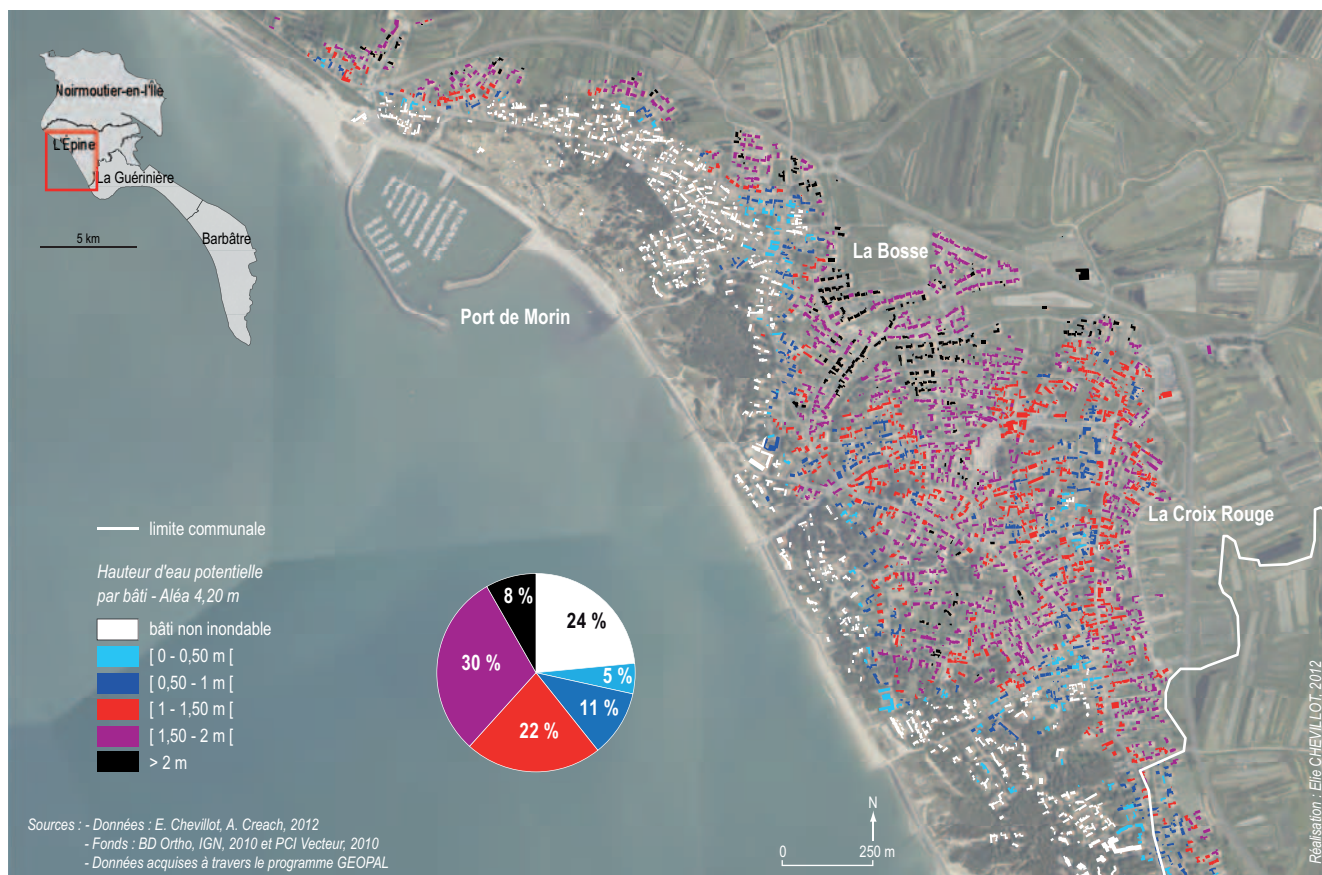 Noirmoutier-en-l'Île
L'Épine
La Guérinière
Barbâtre
5 km
La Bosse
Port de Morin
La Croix Rouge
limite communale
Hauteur d'eau potentielle
par bâti - Aléa 4,20 m
bâti non inondable
[ 0 - 0,50 m [
[ 0,50 - 1 m [
[ 1 - 1,50 m [
[ 1,50 - 2 m [
> 2 m
8 %
24 %
30 %
5 %
11 %
22 %
Sources : - Données : E. Chevillot, A. Creach, 2012
- Fonds : BD Ortho, IGN, 2010 et PCI Vecteur, 2010
- Données acquises à travers le programme GEOPAL
N
0 250 m
Réalisation : Elie CHEVILLOT, 2012